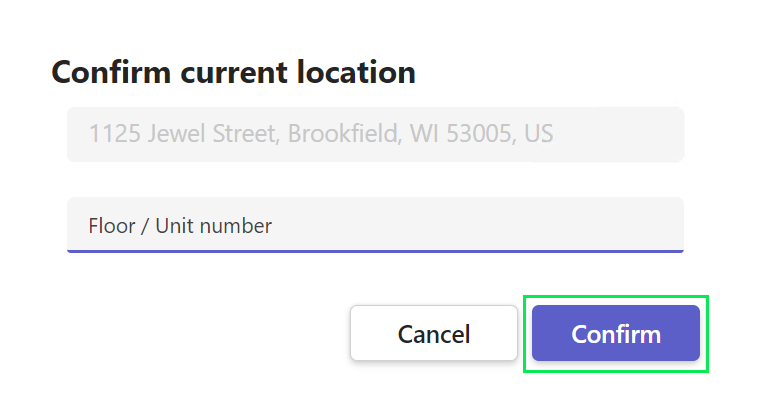 Confirm current location
1125 Jewel Street, Brookfield, WI 53005, US
Floor / Unit number
Cancel
Confirm